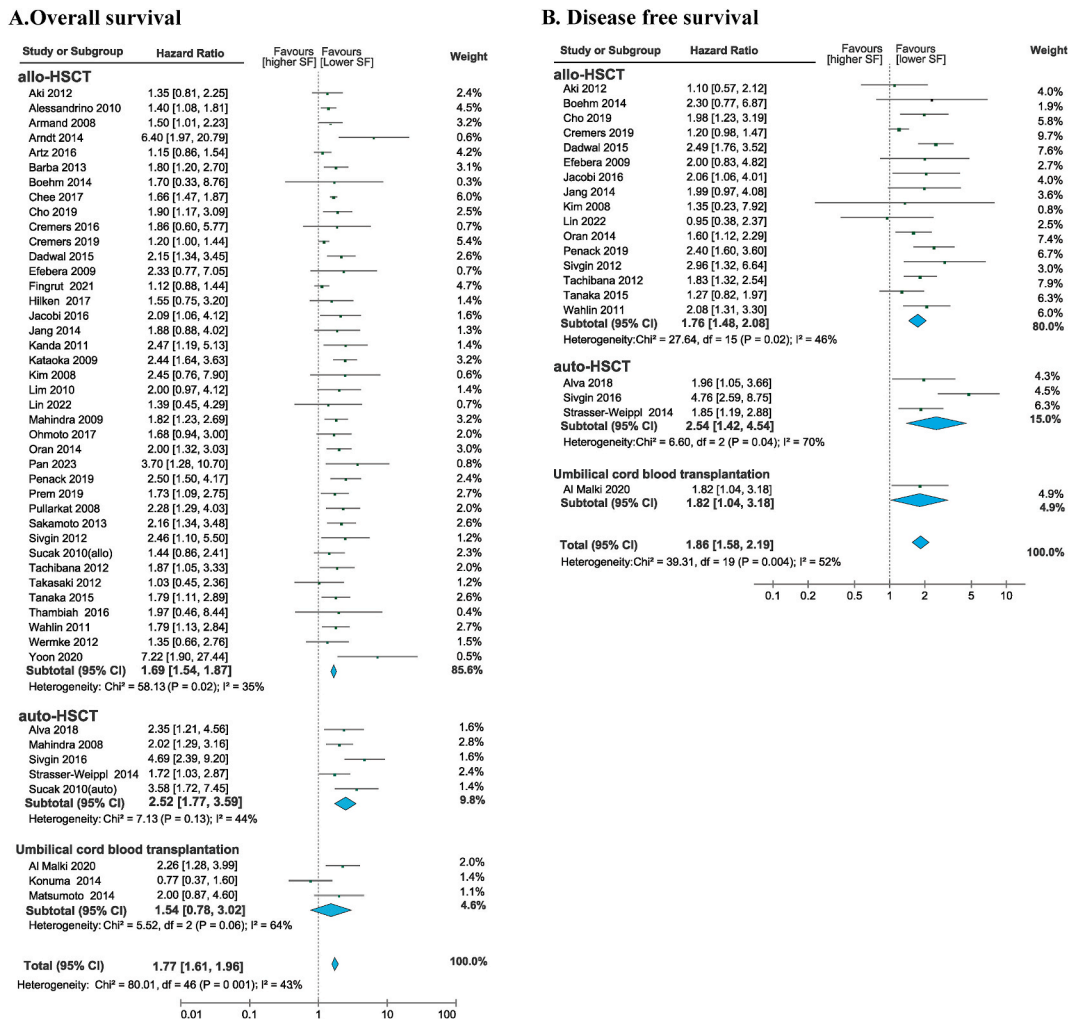 A.Overall survival
Study or Subgroup Hazard Ratio Favours [higher SF] Favours [Lower SF] Weight
allo-HSCT
Aki 2012 1.35 [0.81, 2.25] 2.4%
Alessandrino 2010 1.40 [1.08, 1.81] 4.5%
Armand 2008 1.50 [1.01, 2.23] 3.2%
Arndt 2014 6.40 [1.97, 20.79] 0.6%
Artz 2016 1.15 [0.86, 1.54] 4.2%
Barba 2013 1.80 [1.20, 2.70] 3.1%
Boehm 2014 1.70 [0.33, 8.76] 0.3%
Chee 2017 1.66 [1.47, 1.87] 6.0%
Cho 2019 1.90 [1.17, 3.09] 2.5%
Cremers 2016 1.86 [0.60, 5.77] 0.7%
Cremers 2019 1.20 [1.00, 1.44] 5.4%
Dadwal 2015 2.15 [1.34, 3.45] 2.6%
Efebera 2009 2.33 [0.77, 7.05] 0.7%
Fingrut 2021 1.12 [0.88, 1.44] 4.7%
Hilken 2017 1.55 [0.75, 3.20] 1.4%
Jacobi 2016 2.09 [1.06, 4.12] 1.6%
Jang 2014 1.88 [0.88, 4.02] 1.3%
Kanda 2011 2.47 [1.19, 5.13] 1.4%
Kataoka 2009 2.44 [1.64, 3.63] 3.2%
Kim 2008 2.45 [0.76, 7.90] 0.6%
Lim 2010 2.00 [0.97, 4.12] 1.4%
Lin 2022 1.39 [0.45, 4.29] 0.7%
Mahindra 2009 1.82 [1.23, 2.69] 3.2%
Ohmoto 2017 1.68 [0.94, 3.00] 2.0%
Oran 2014 2.00 [1.32, 3.03] 3.0%
Pan 2023 3.70 [1.28, 10.70] 0.8%
Penack 2019 2.50 [1.50, 4.17] 2.4%
Prem 2019 1.73 [1.09, 2.75] 2.7%
Pullarkat 2008 2.28 [1.29, 4.03] 2.0%
Sakamoto 2013 2.16 [1.34, 3.48] 2.6%
Sivgin 2012 2.46 [1.10, 5.50] 1.2%
Sucak 2010(allo) 1.44 [0.86, 2.41] 2.3%
Tachibana 2012 1.87 [1.05, 3.33] 2.0%
Takasaki 2012 1.03 [0.45, 2.36] 1.2%
Tanaka 2015 1.79 [1.11, 2.89] 2.6%
Thambiah 2016 1.97 [0.46, 8.44] 0.4%
Wahlin 2011 1.79 [1.13, 2.84] 2.7%
Wermke 2012 1.35 [0.66, 2.76] 1.5%
Yoon 2020 7.22 [1.90, 27.44] 0.5%
Subtotal (95% CI) 1.69 [1.54, 1.87] 85.6%
Heterogeneity: Chi² = 58.13 (P = 0.02); I² = 35%
auto-HSCT
Alva 2018 2.35 [1.21, 4.56] 1.6%
Mahindra 2008 2.02 [1.29, 3.16] 2.8%
Sivgin 2016 4.69 [2.39, 9.20] 1.6%
Strasser-Weippl 2014 1.72 [1.03, 2.87] 2.4%
Sucak 2010(auto) 3.58 [1.72, 7.45] 1.4%
Subtotal (95% CI) 2.52 [1.77, 3.59] 9.8%
Heterogeneity: Chi² = 7.13 (P = 0.13); I² = 44%
Umbilical cord blood transplantation
Al Malki 2020 2.26 [1.28, 3.99] 2.0%
Konuma 2014 0.77 [0.37, 1.60] 1.4%
Matsumoto 2014 2.00 [0.87, 4.60] 1.1%
Subtotal (95% CI) 1.54 [0.78, 3.02] 4.6%
Heterogeneity: Chi² = 5.52, df = 2 (P = 0.06); I² = 64%
Total (95% CI) 1.77 [1.61, 1.96] 100.0%
Heterogeneity: Chi² = 80.01, df = 46 (P = 0 001); I² = 43%
0.01 0.1 1 10 100
B. Disease free survival
Study or Subgroup Hazard Ratio Favours [higher SF] Favours [lower SF] Weight
allo-HSCT
Aki 2012 1.10 [0.57, 2.12] 4.0%
Boehm 2014 2.30 [0.77, 6.87] 1.9%
Cho 2019 1.98 [1.23, 3.19] 5.8%
Cremers 2019 1.20 [0.98, 1.47] 9.7%
Dadwal 2015 2.49 [1.76, 3.52] 7.6%
Efebera 2009 2.00 [0.83, 4.82] 2.7%
Jacobi 2016 2.06 [1.06, 4.01] 4.0%
Jang 2014 1.99 [0.97, 4.08] 3.6%
Kim 2008 1.35 [0.23, 7.92] 0.8%
Lin 2022 0.95 [0.38, 2.37] 2.5%
Oran 2014 1.60 [1.12, 2.29] 7.4%
Penack 2019 2.40 [1.60, 3.60] 6.7%
Sivgin 2012 2.96 [1.32, 6.64] 3.0%
Tachibana 2012 1.83 [1.32, 2.54] 7.9%
Tanaka 2015 1.27 [0.82, 1.97] 6.3%
Wahlin 2011 2.08 [1.31, 3.30] 6.0%
Subtotal (95% CI) 1.76 [1.48, 2.08] 80.0%
Heterogeneity:Chi² = 27.64, df = 15 (P = 0.02); I² = 46%
auto-HSCT
Alva 2018 1.96 [1.05, 3.66] 4.3%
Sivgin 2016 4.76 [2.59, 8.75] 4.5%
Strasser-Weippl 2014 1.85 [1.19, 2.88] 6.3%
Subtotal (95% CI) 2.54 [1.42, 4.54] 15.0%
Heterogeneity:Chi² = 6.60, df = 2 (P = 0.04); I² = 70%
Umbilical cord blood transplantation
Al Malki 2020 1.82 [1.04, 3.18] 4.9%
Subtotal (95% CI) 1.82 [1.04, 3.18] 4.9%
Total (95% CI) 1.86 [1.58, 2.19] 100.0%
Heterogeneity:Chi² = 39.31, df = 19 (P = 0.004); I² = 52%
0.1 0.2 0.5 1 2 5 10